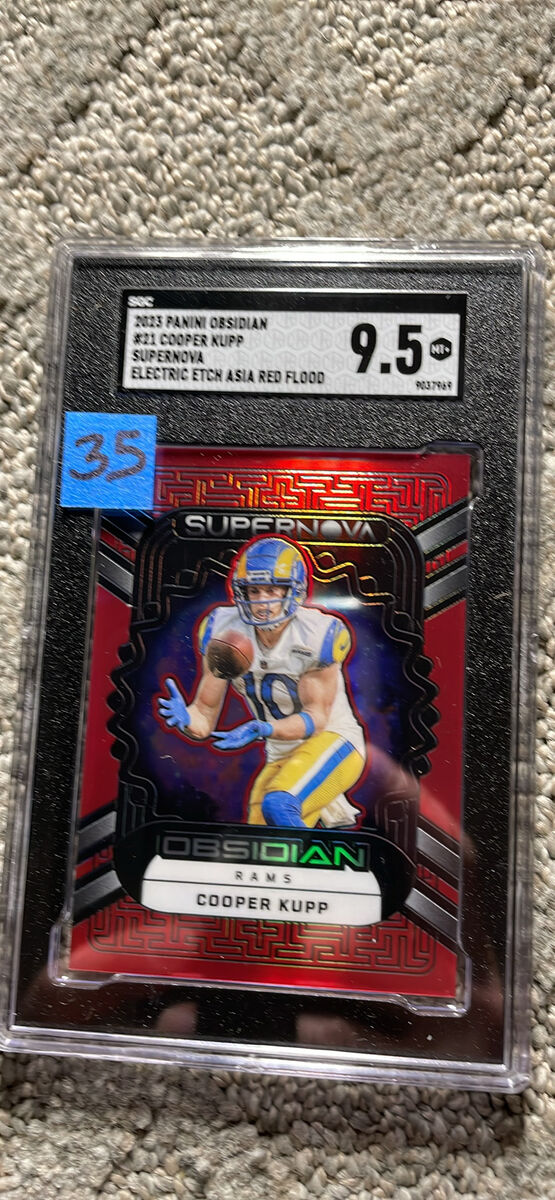 SGC
2023 PANINI OBSIDIAN
#21 COOPER KUPP
SUPERNOVA
ELECTRIC ETCH ASIA RED FLOOD
9.5
MT+
9037969
35
SUPERNOVA
10
OBSIDIAN
RAMS
COOPER KUPP